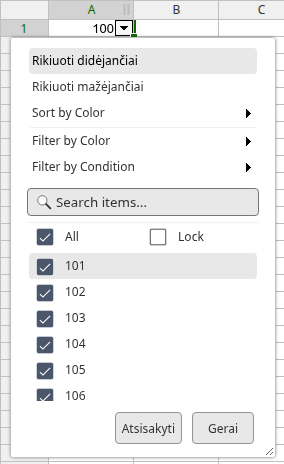 A B C
1 100
Rikiuoti didėjančiai
Rikiuoti mažėjančiai
Sort by Color
Filter by Color
Filter by Condition
Search items...
All Lock
101
102
103
104
105
106
Atsisakyti Gerai